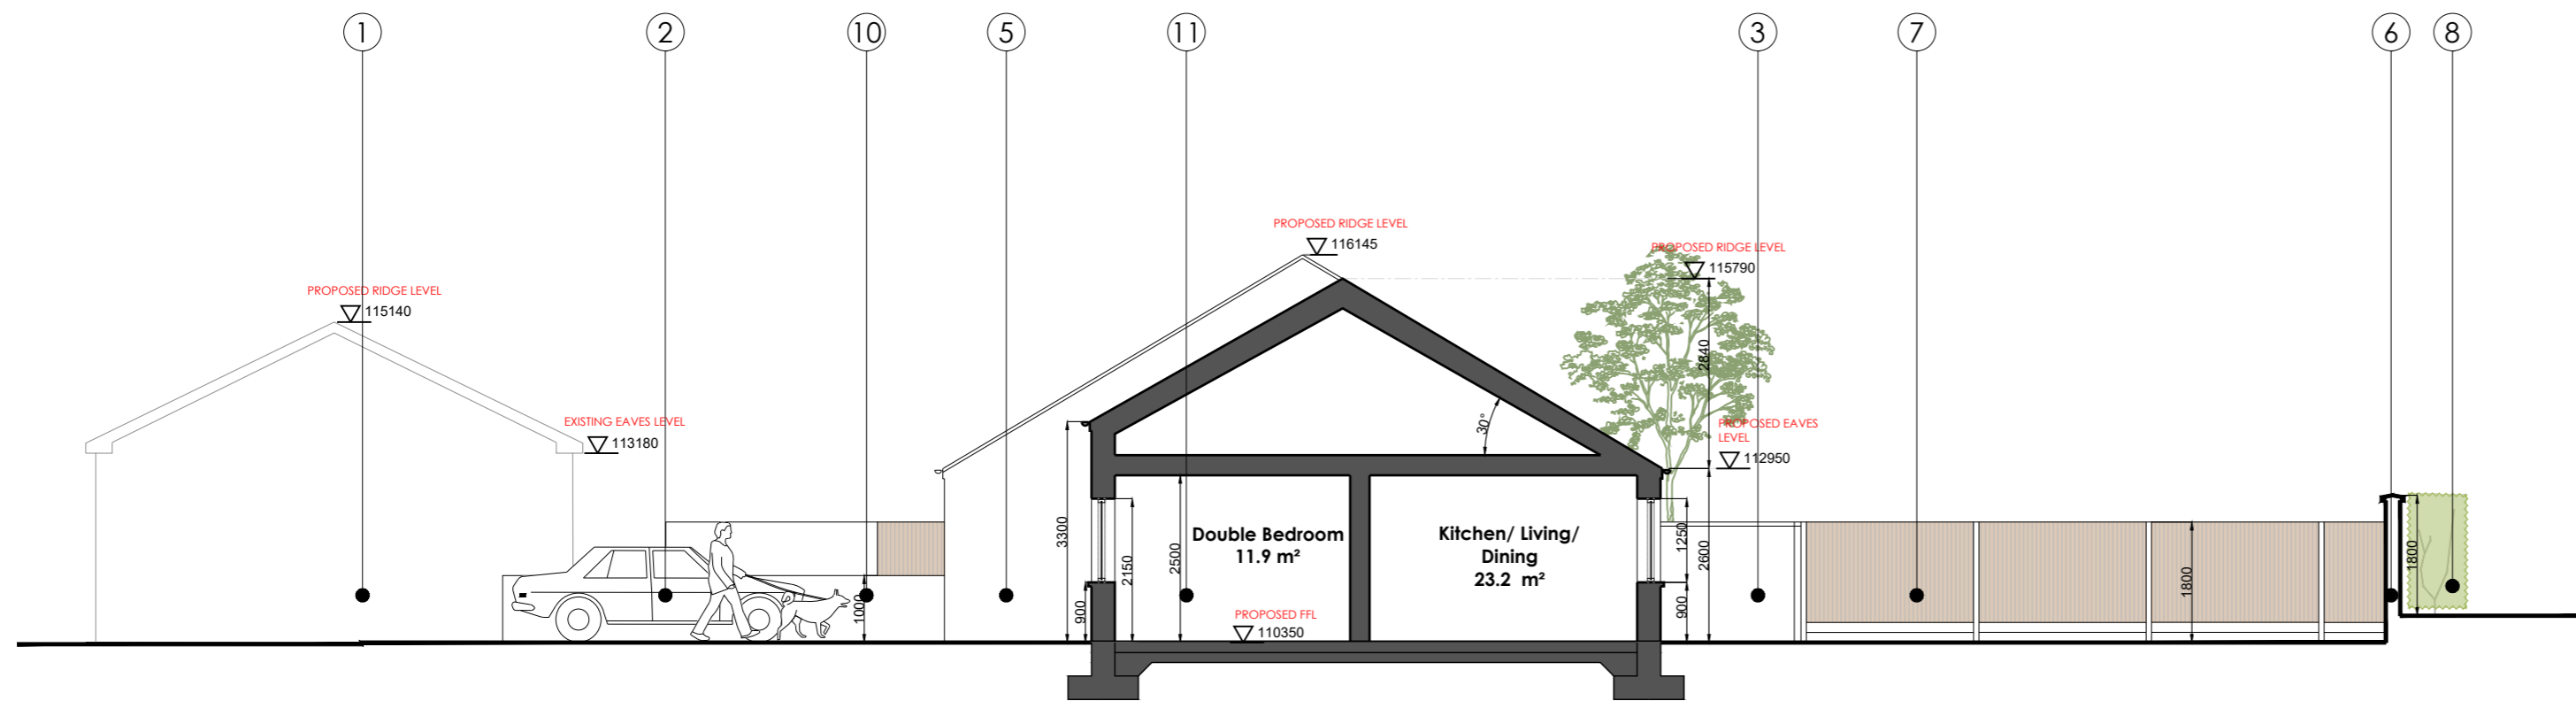 1
2
10
5
11
3
7
6
8
PROPOSED RIDGE LEVEL
116145
PROPOSED RIDGE LEVEL
115790
PROPOSED RIDGE LEVEL
115140
2840
EXISTING EAVES LEVEL
113180
30°
PROPOSED EAVES
LEVEL
112950
3300
2150
2500
Double Bedroom
11.9 m²
Kitchen/ Living/
Dining
23.2 m²
1250
2600
1800
1800
1000
900
900
PROPOSED FFL
110350